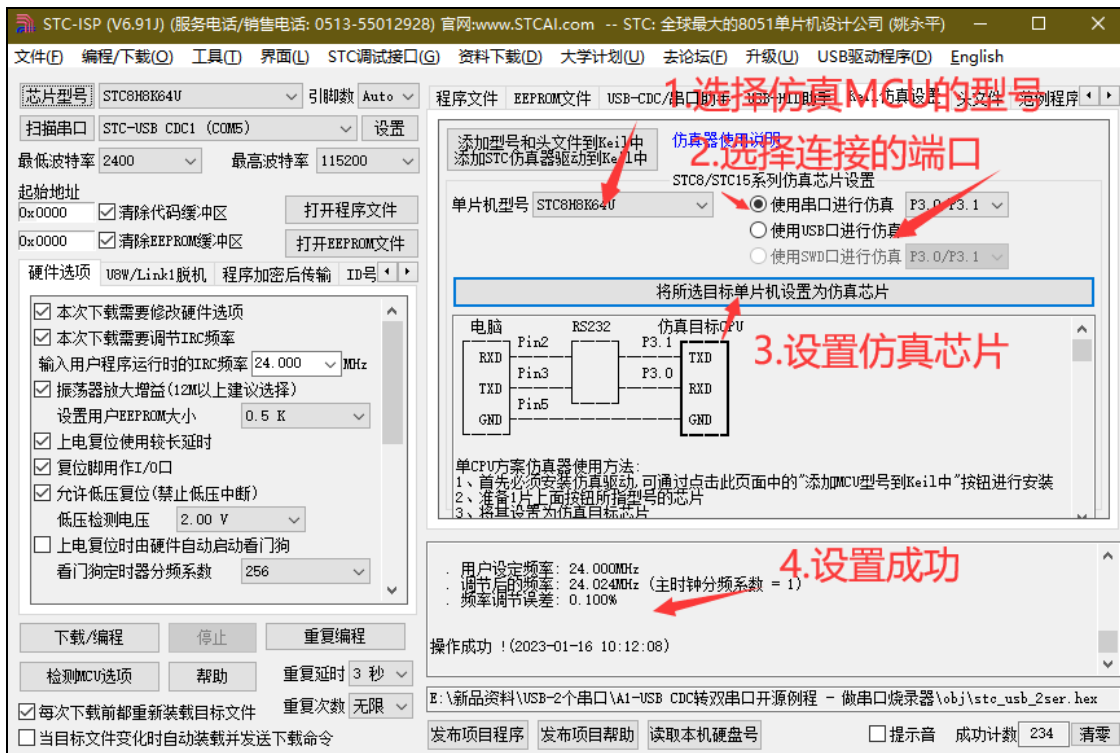 STC-ISP (V6.91J) (服务电话/销售电话: 0513-55012928) 官网:www.STCAI.com -- STC: 全球最大的8051单片机设计公司 (姚永平)
文件(F) 编程/下载(O) 工具(T) 界面(L) STC调试接口(G) 资料下载(D) 大学计划(U) 去论坛(F) 升级(U) USB驱动程序(D) English
芯片型号 STC8H8K64U 引脚数 Auto
扫描串口 STC-USB CDC1 (COM5) 设置
最低波特率 2400 最高波特率 115200
起始地址
0x0000 清除代码缓冲区 打开程序文件
0x0000 清除EEPROM缓冲区 打开EEPROM文件
硬件选项 U8W/Link1脱机 程序加密后传输 ID号
本次下载需要修改硬件选项
本次下载需要调节IRC频率
输入用户程序运行时的IRC频率 24.000 MHz
振荡器放大增益(12M以上建议选择)
设置用户EEPROM大小 0.5 K
上电复位使用较长延时
复位脚用作I/O口
允许低压复位(禁止低压中断)
低压检测电压 2.00 V
上电复位时由硬件自动启动看门狗
看门狗定时器分频系数 256
下载/编程 停止 重复编程
检测MCU选项 帮助 重复延时 3 秒
每次下载前都重新装载目标文件 重复次数 无限
当目标文件变化时自动装载并发送下载命令
程序文件 EEPROM文件 USB-CDC/串口助手 USB-HID助手 Keil仿真设置 头文件 范例程序
1.选择仿真MCU的型号
添加型号和头文件到Keil中
添加STC仿真器驱动到Keil中
仿真器使用说明
2.选择连接的端口
STC8/STC15系列仿真芯片设置
单片机型号 STC8H8K64U 使用串口进行仿真 P3.0/P3.1
使用USB口进行仿真
使用SWD口进行仿真 P3.0/P3.1
将所选目标单片机设置为仿真芯片
电脑 RS232 仿真目标CPU
RXD Pin2 P3.1 TXD
TXD Pin3 P3.0 RXD
GND Pin5 GND
3.设置仿真芯片
单CPU方案仿真器使用方法:
1、首先必须安装仿真驱动,可通过点击此页面中的"添加MCU型号到Keil中"按钮进行安装
2、准备1片上面按钮所指型号的芯片
3、将其设置为仿真目标芯片
. 用户设定频率: 24.000MHz
. 调节后的频率: 24.024MHz (主时钟分频系数 = 1)
. 频率调节误差: 0.100%
4.设置成功
操作成功 !(2023-01-16 10:12:08)
E:\新品资料\USB-2个串口\A1-USB CDC转双串口开源例程 - 做串口烧录器\obj\stc_usb_2ser.hex
发布项目程序 发布项目帮助 读取本机硬盘号 提示音 成功计数 234 清零